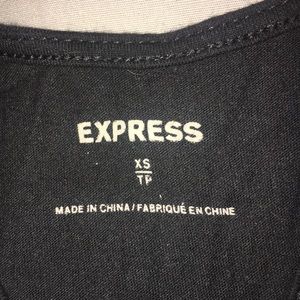 EXPRESS
XS
TP
MADE IN CHINA / FABRIQUÉ EN CHINE